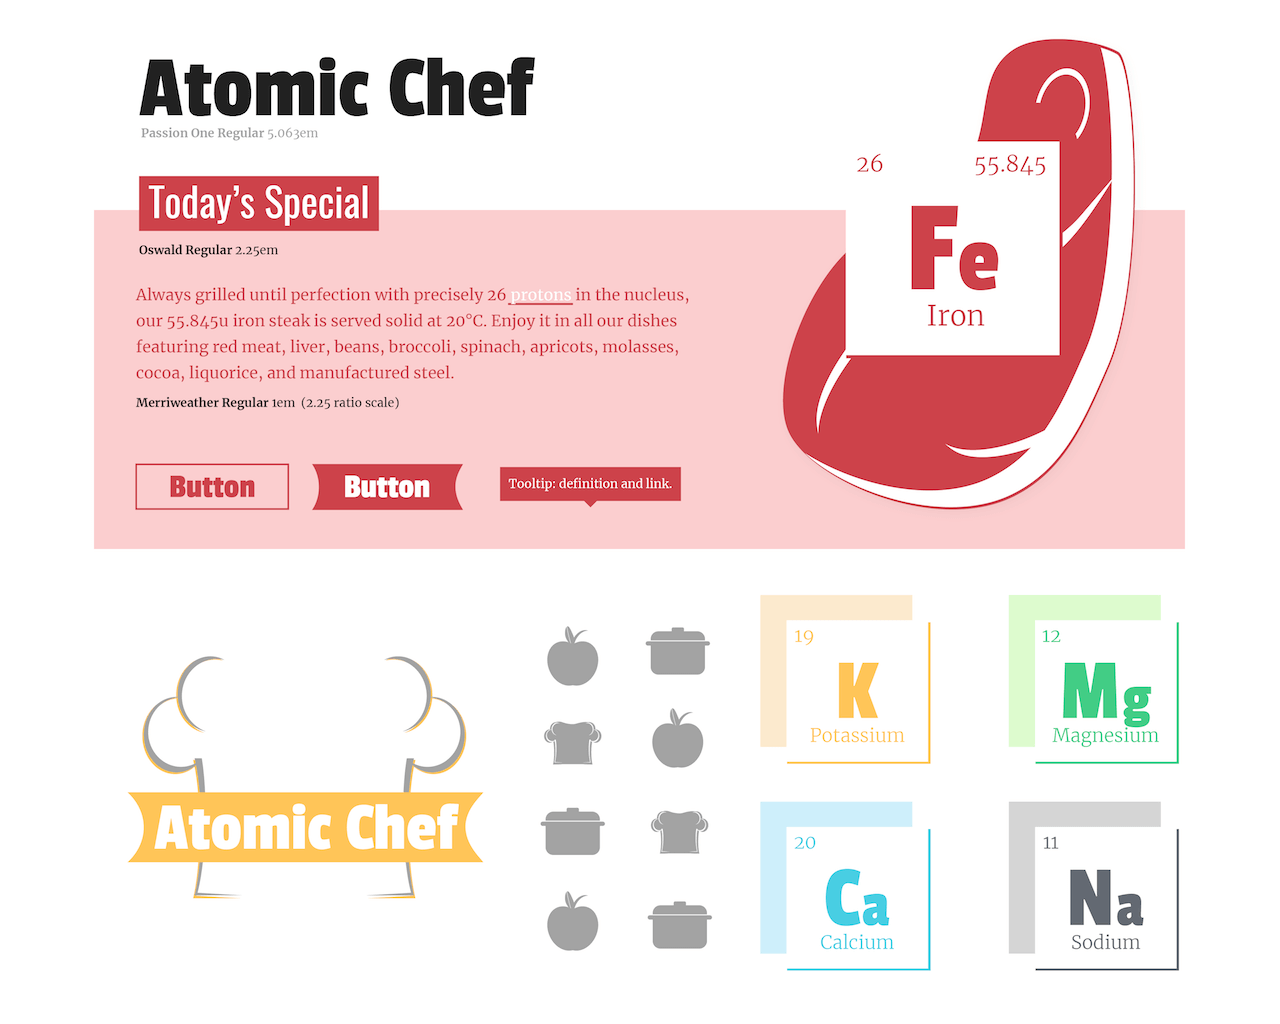 Atomic Chef
Passion One Regular 5.063em
Today's Special
Oswald Regular 2.25em
Always grilled until perfection with precisely 26 protons in the nucleus,
our 55.845u iron steak is served solid at 20°C. Enjoy it in all our dishes
featuring red meat, liver, beans, broccoli, spinach, apricots, molasses,
cocoa, liquorice, and manufactured steel.
Merriweather Regular 1em (2.25 ratio scale)
Button
Button
Tooltip: definition and link.
26
55.845
Fe
Iron
Atomic Chef
19
K
Potassium
12
Mg
Magnesium
20
Ca
Calcium
11
Na
Sodium